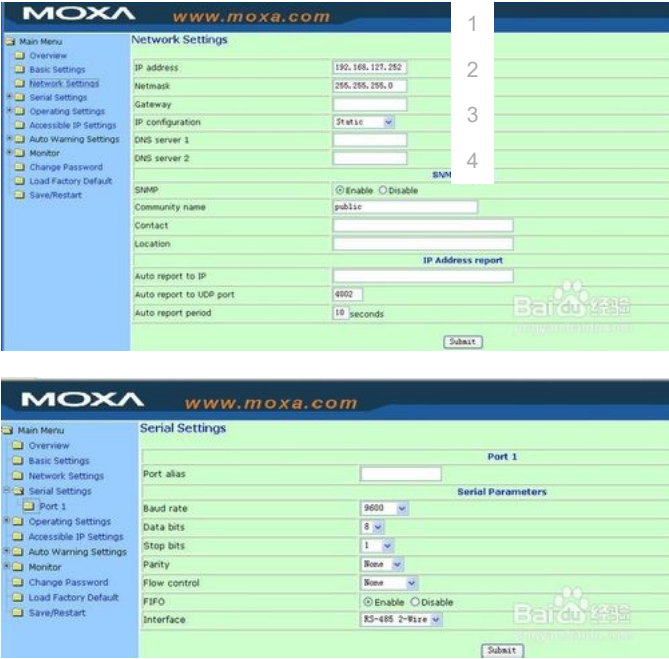 MOXA www.moxa.com
Main Menu
Overview
Basic Settings
Network Settings
Serial Settings
Operating Settings
Accessible IP Settings
Auto Warning Settings
Monitor
Change Password
Load Factory Default
Save/Restart
Network Settings
IP address 192.168.127.252
Netmask 255.255.255.0
Gateway
IP configuration Static
DNS server 1
DNS server 2
SNM
SNMP Enable Disable
Community name public
Contact
Location
IP Address report
Auto report to IP
Auto report to UDP port 4002
Auto report period 10 seconds
Submit
1
2
3
4
Baidu 经验
MOXA www.moxa.com
Main Menu
Overview
Basic Settings
Network Settings
Serial Settings
Port 1
Operating Settings
Accessible IP Settings
Auto Warning Settings
Monitor
Change Password
Load Factory Default
Save/Restart
Serial Settings
Port 1
Port alias
Serial Parameters
Baud rate 9600
Data bits 8
Stop bits 1
Parity None
Flow control None
FIFO Enable Disable
Interface RS-485 2-Wire
Submit
Baidu 经验